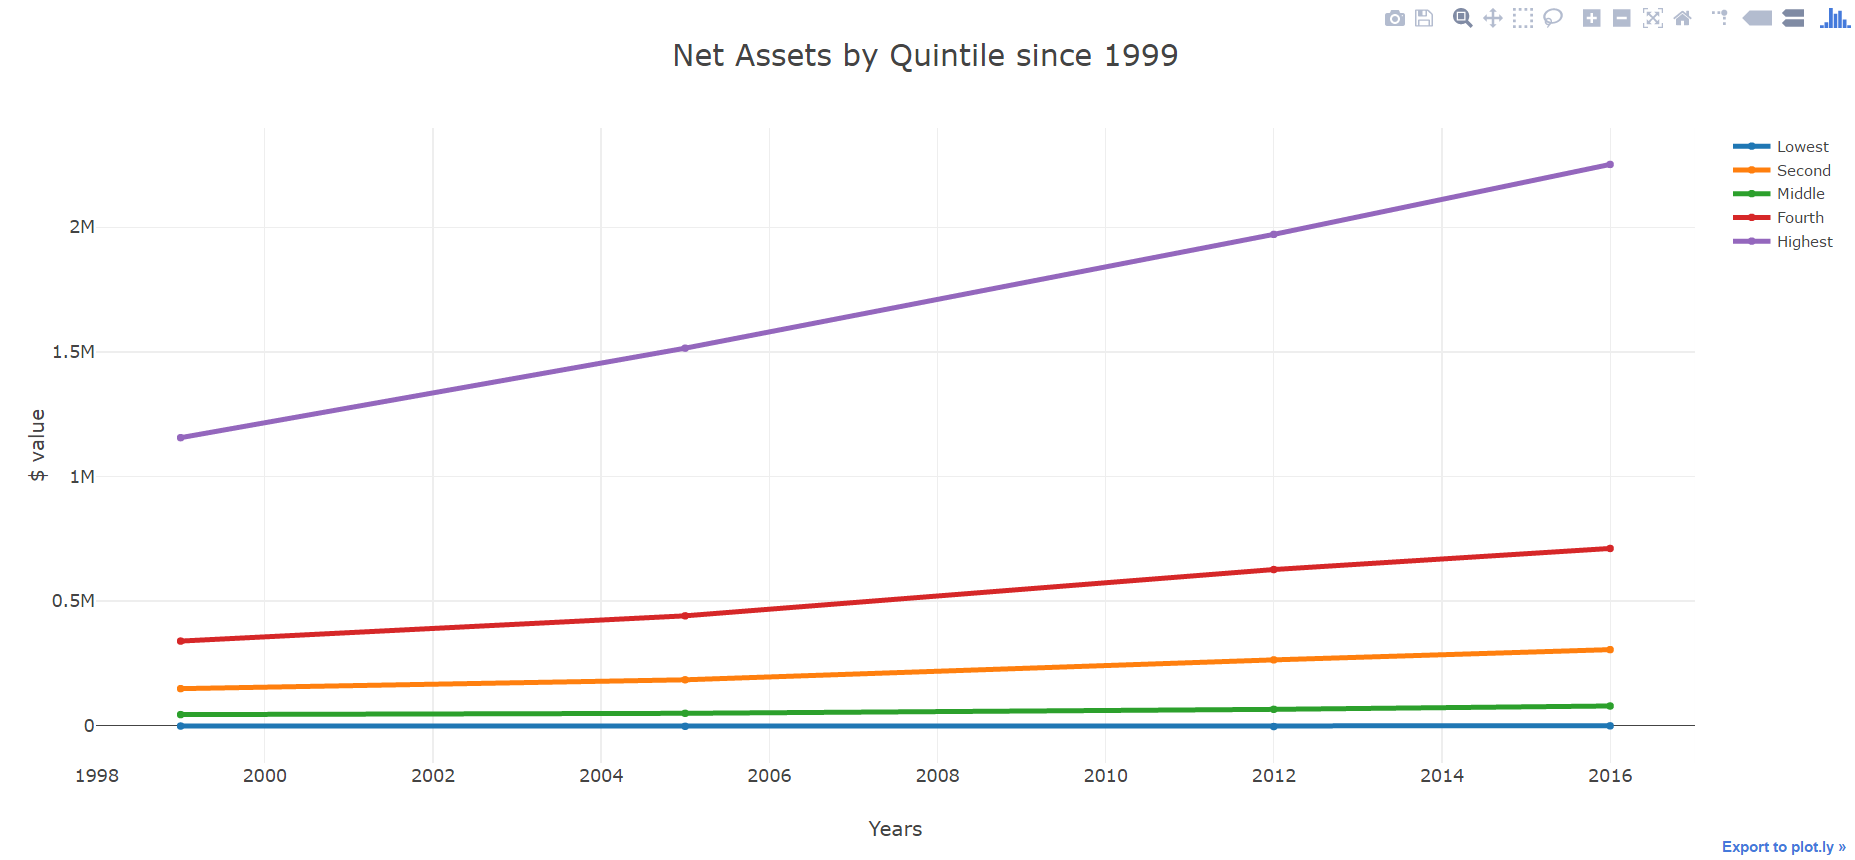 Net Assets by Quintile since 1999
Lowest
Second
Middle
Fourth
Highest
2M
1.5M
1M
0.5M
0
$ value
1998 2000 2002 2004 2006 2008 2010 2012 2014 2016
Years
Export to plot.ly »